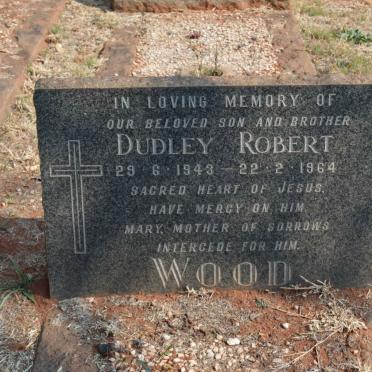 IN LOVING MEMORY OF
OUR BELOVED SON AND BROTHER
DUDLEY ROBERT
29·6·1943 – 22·2·1964
SACRED HEART OF JESUS,
HAVE MERCY ON HIM.
MARY, MOTHER OF SORROWS
INTERCEDE FOR HIM.
WOOD